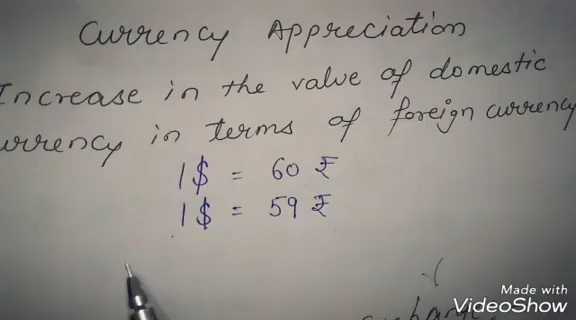 Currency Appreciation
Increase in the value of domestic
urrency in terms of foreign currency
1$ = 60 ₹
1$ = 59 ₹
Made with
VideoShow